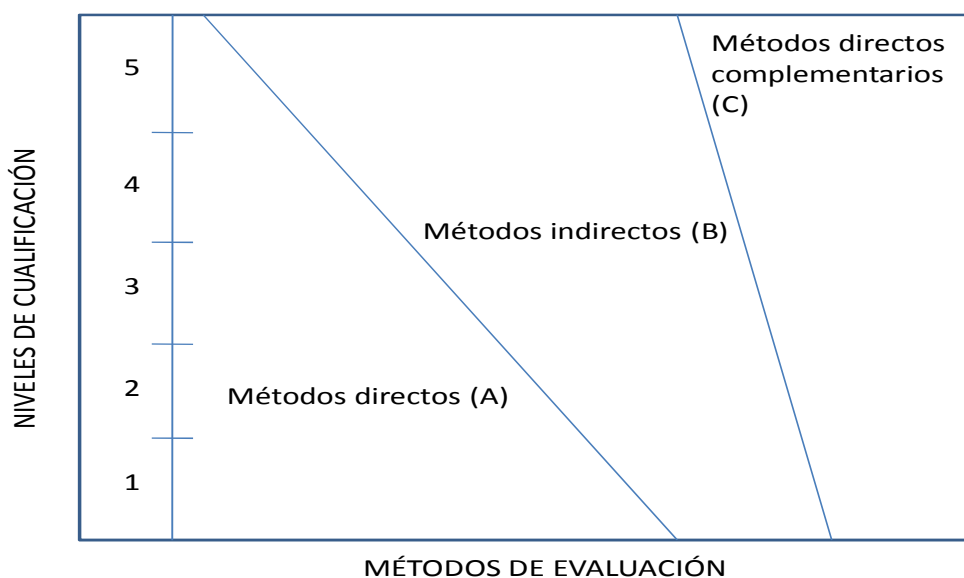 NIVELES DE CUALIFICACIÓN
5
4
3
2
1
Métodos directos
complementarios
(C)
Métodos indirectos (B)
Métodos directos (A)
MÉTODOS DE EVALUACIÓN